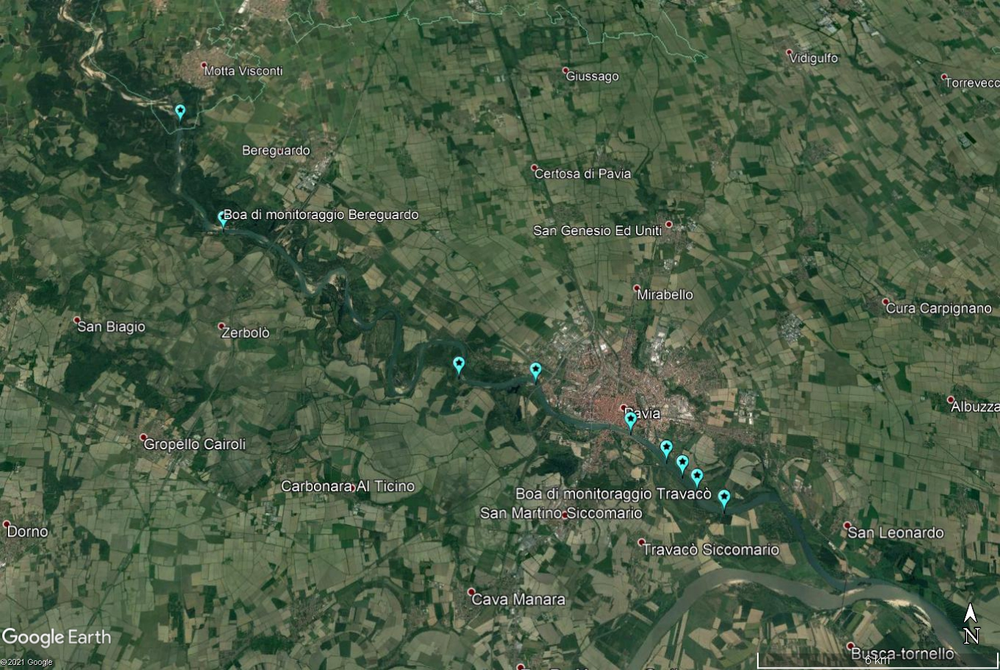 Motta Visconti
Vidigulfo
Giussago
Torrevecc
Bereguardo
Certosa di Pavia
Boa di monitoraggio Bereguardo
San Genesio Ed Uniti
Mirabello
Cura Carpignano
San Biagio
Zerbolò
Albuzza
Pavia
Gropello Cairoli
Carbonara Al Ticino
Boa di monitoraggio Travacò
San Martino Siccomario
Dorno
San Leonardo
Travacò Siccomario
Cava Manara
Google Earth
N
Busca-tornello
6 km
©2021 Google